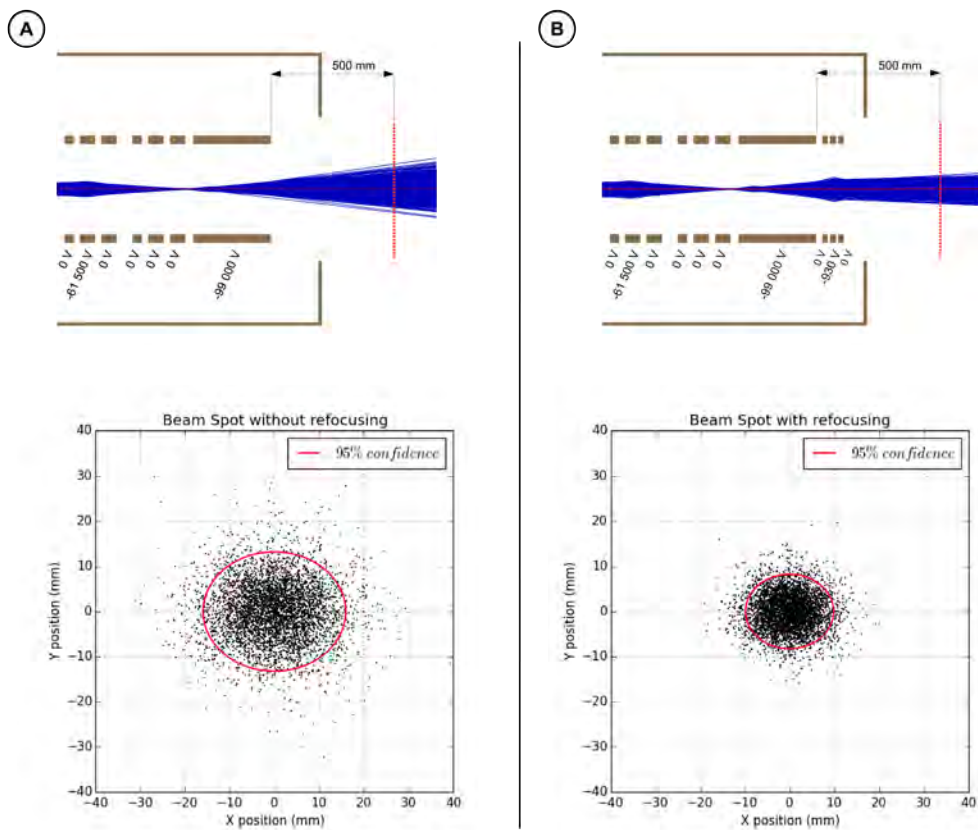 A
500 mm
0 V
-61 500 V
0 V
0 V
0 V
0 V
-99 000 V
Beam Spot without refocusing
95% confidence
40
30
20
10
0
−10
−20
−30
−40
−40
−30
−20
−10
0
10
20
30
40
Y position (mm)
X position (mm)
B
500 mm
0 V
-61 500 V
0 V
0 V
0 V
0 V
-99 000 V
0 V
-930 V
0 V
Beam Spot with refocusing
95% confidence
40
30
20
10
0
−10
−20
−30
−40
−40
−30
−20
−10
0
10
20
30
40
Y position (mm)
X position (mm)